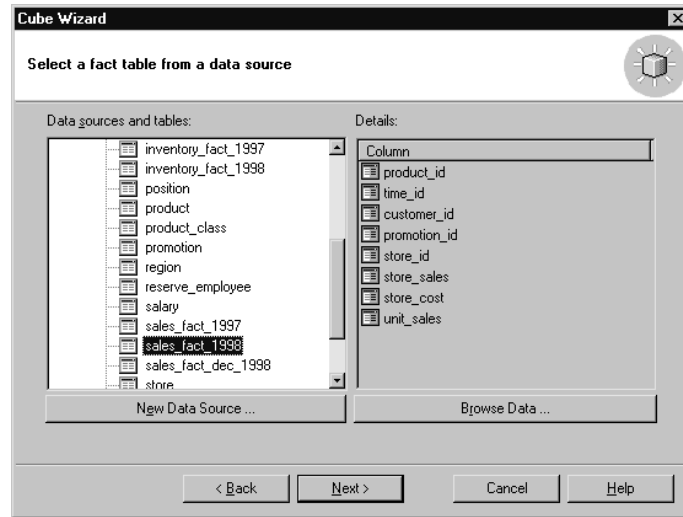 Cube Wizard
Select a fact table from a data source
Data sources and tables:
inventory_fact_1997
inventory_fact_1998
position
product
product_class
promotion
region
reserve_employee
salary
sales_fact_1997
sales_fact_1998
sales_fact_dec_1998
store
New Data Source ...
Details:
Column
product_id
time_id
customer_id
promotion_id
store_id
store_sales
store_cost
unit_sales
Browse Data ...
< Back
Next >
Cancel
Help